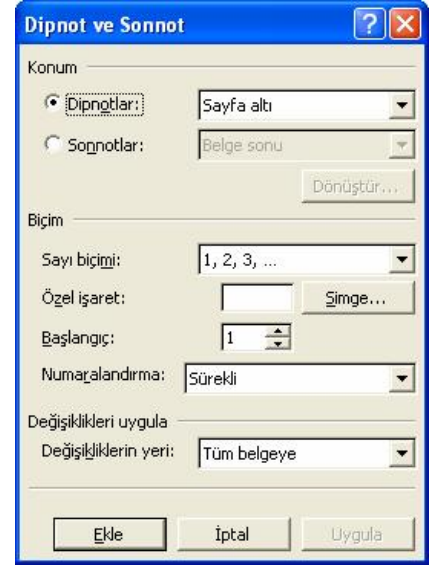 Dipnot ve Sonnot
Konum
Dipnotlar: Sayfa altı
Sonnotlar: Belge sonu
Dönüştür...
Biçim
Sayı biçimi: 1, 2, 3, ...
Özel işaret: Simge...
Başlangıç: 1
Numaralandırma: Sürekli
Değişiklikleri uygula
Değişikliklerin yeri: Tüm belgeye
Ekle İptal Uygula